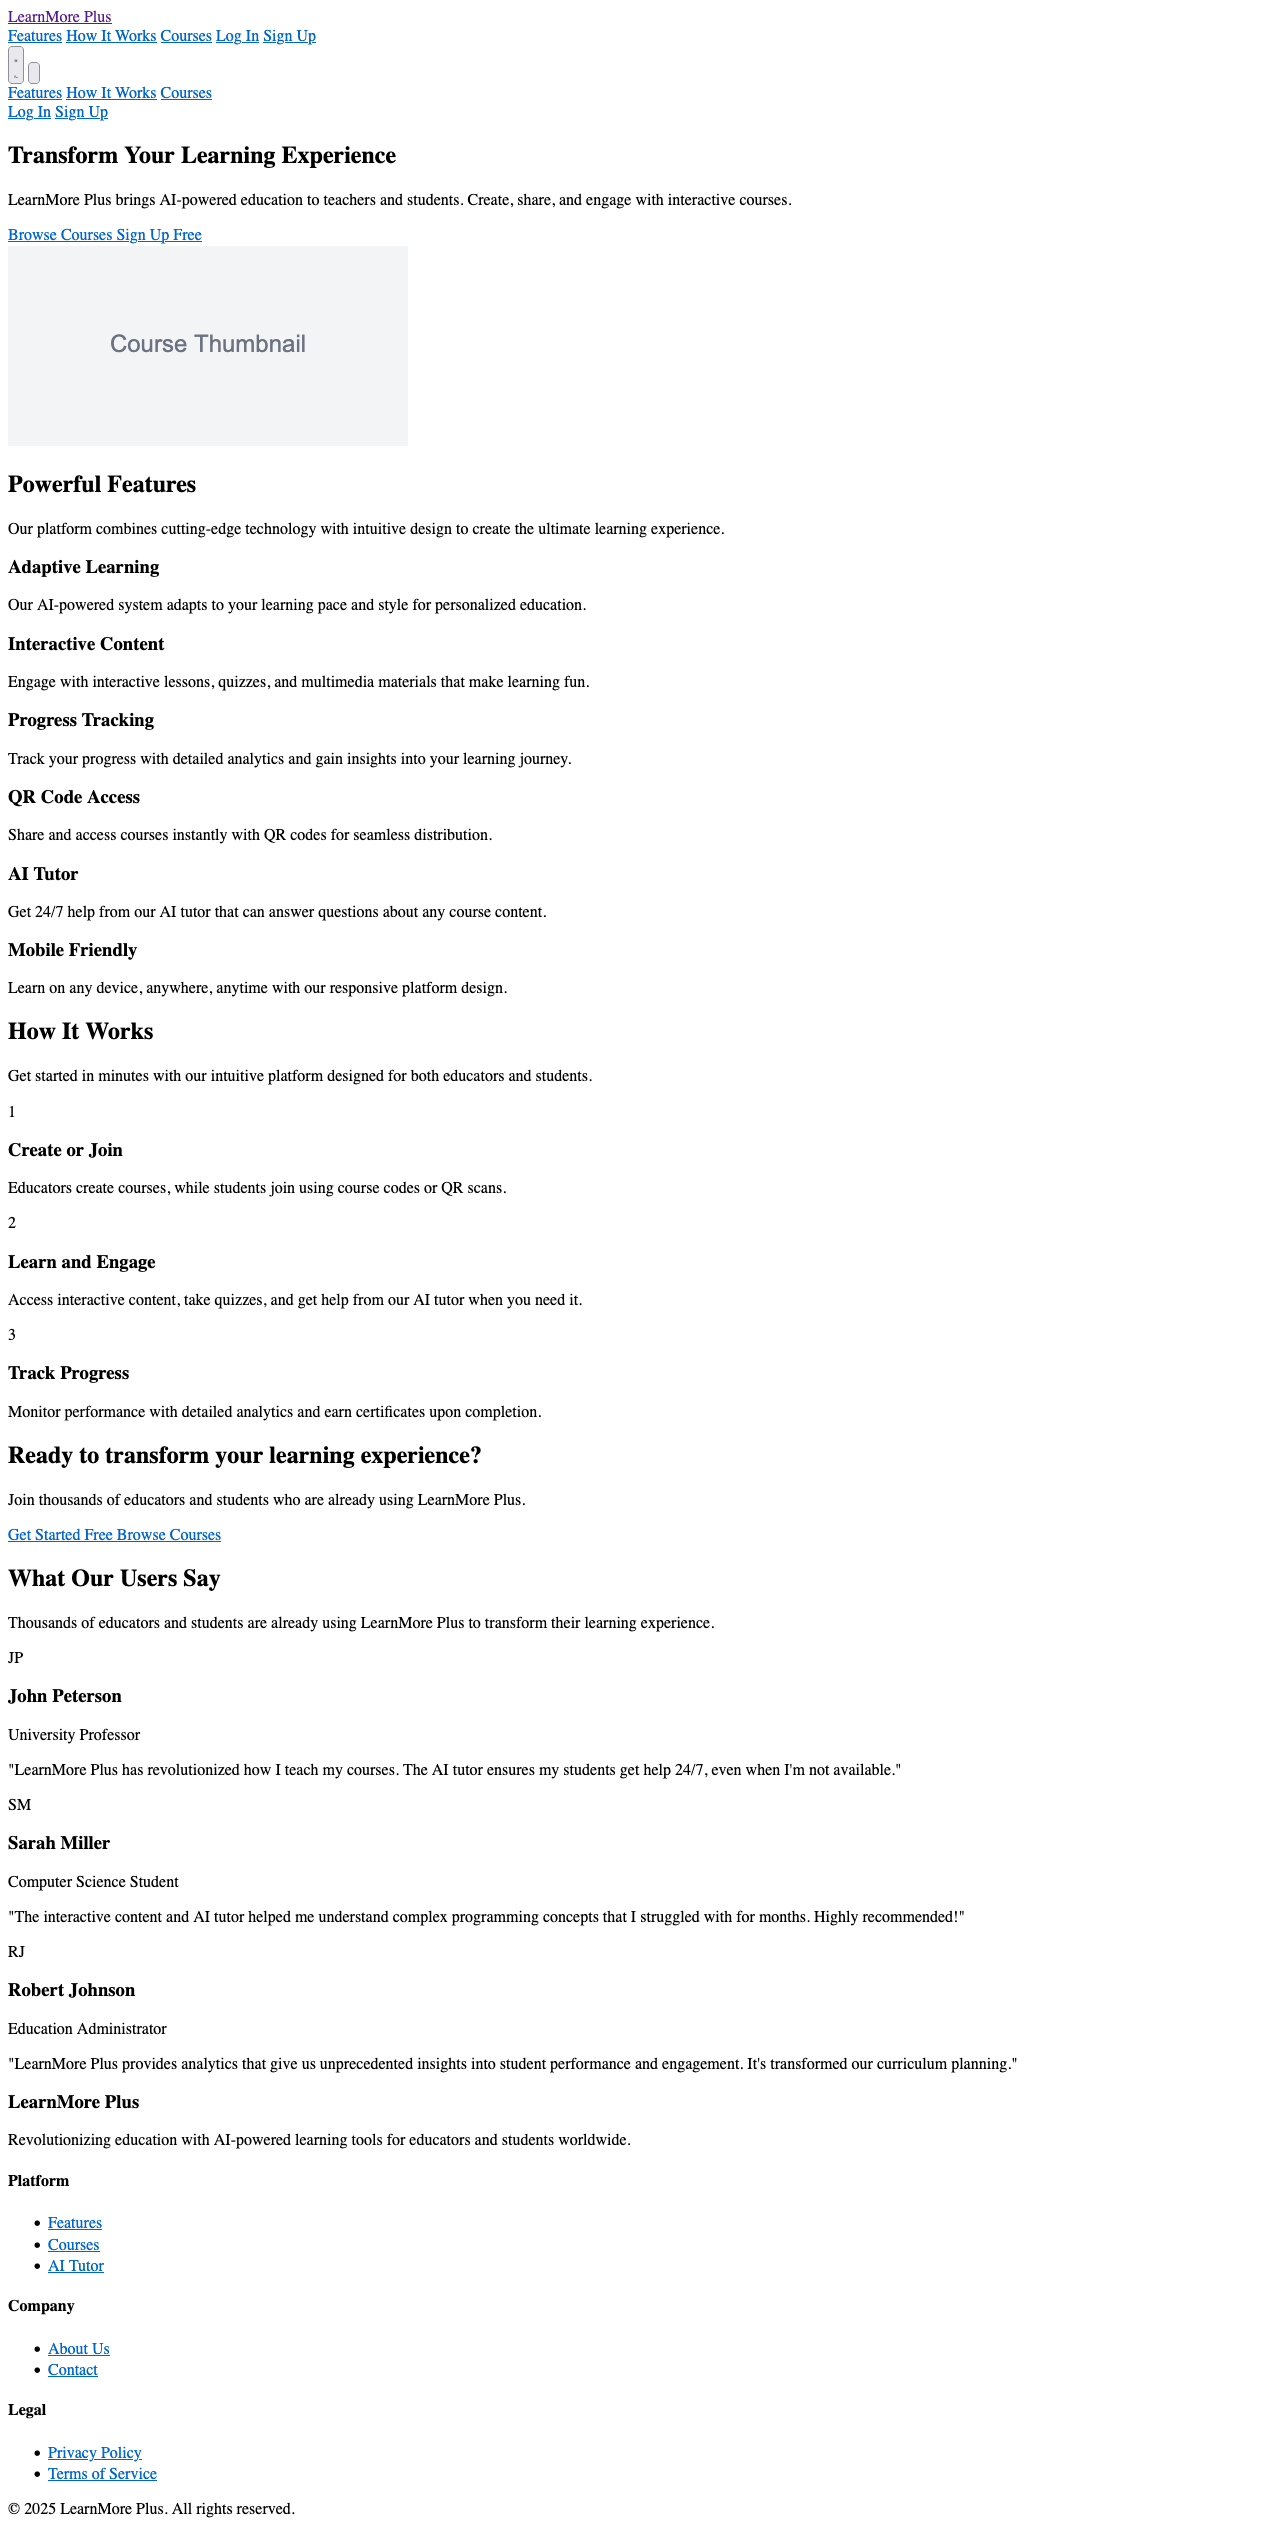 LearnMore Plus
Features How It Works Courses Log In Sign Up
Features How It Works Courses
Log In Sign Up
Transform Your Learning Experience
LearnMore Plus brings AI-powered education to teachers and students. Create, share, and engage with interactive courses.
Browse Courses Sign Up Free
Course Thumbnail
Powerful Features
Our platform combines cutting-edge technology with intuitive design to create the ultimate learning experience.
Adaptive Learning
Our AI-powered system adapts to your learning pace and style for personalized education.
Interactive Content
Engage with interactive lessons, quizzes, and multimedia materials that make learning fun.
Progress Tracking
Track your progress with detailed analytics and gain insights into your learning journey.
QR Code Access
Share and access courses instantly with QR codes for seamless distribution.
AI Tutor
Get 24/7 help from our AI tutor that can answer questions about any course content.
Mobile Friendly
Learn on any device, anywhere, anytime with our responsive platform design.
How It Works
Get started in minutes with our intuitive platform designed for both educators and students.
1
Create or Join
Educators create courses, while students join using course codes or QR scans.
2
Learn and Engage
Access interactive content, take quizzes, and get help from our AI tutor when you need it.
3
Track Progress
Monitor performance with detailed analytics and earn certificates upon completion.
Ready to transform your learning experience?
Join thousands of educators and students who are already using LearnMore Plus.
Get Started Free Browse Courses
What Our Users Say
Thousands of educators and students are already using LearnMore Plus to transform their learning experience.
JP
John Peterson
University Professor
"LearnMore Plus has revolutionized how I teach my courses. The AI tutor ensures my students get help 24/7, even when I'm not available."
SM
Sarah Miller
Computer Science Student
"The interactive content and AI tutor helped me understand complex programming concepts that I struggled with for months. Highly recommended!"
RJ
Robert Johnson
Education Administrator
"LearnMore Plus provides analytics that give us unprecedented insights into student performance and engagement. It's transformed our curriculum planning."
LearnMore Plus
Revolutionizing education with AI-powered learning tools for educators and students worldwide.
Platform
• Features
• Courses
• AI Tutor
Company
• About Us
• Contact
Legal
• Privacy Policy
• Terms of Service
© 2025 LearnMore Plus. All rights reserved.